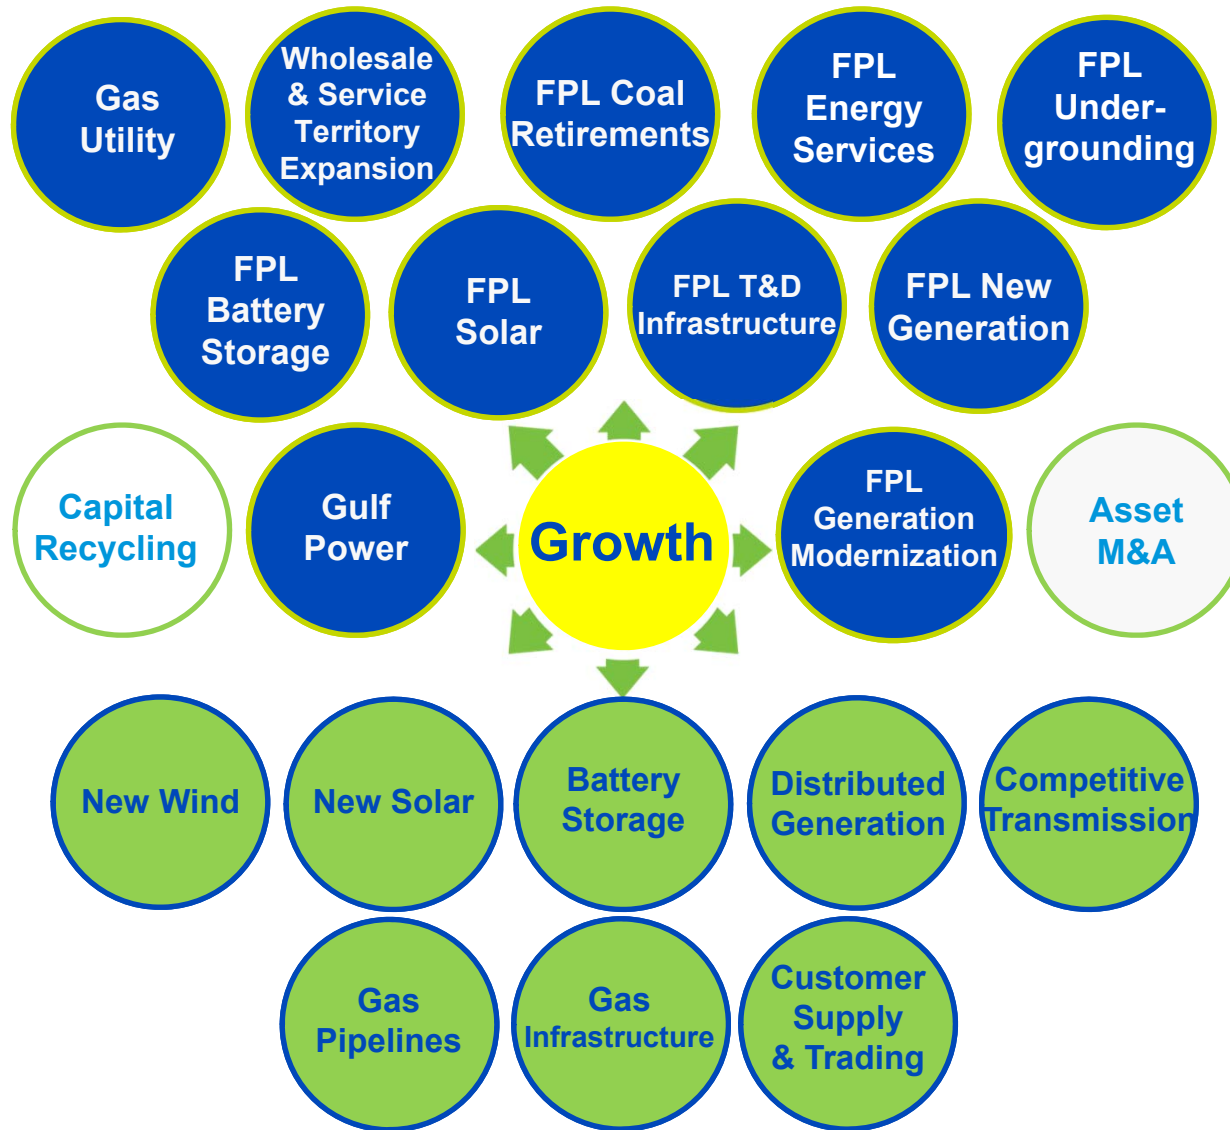 Gas
Utility
Wholesale
& Service
Territory
Expansion
FPL Coal
Retirements
FPL
Energy
Services
FPL
Under-
grounding
FPL
Battery
Storage
FPL
Solar
FPL T&D
Infrastructure
FPL New
Generation
Capital
Recycling
Gulf
Power
Growth
FPL
Generation
Modernization
Asset
M&A
New Wind
New Solar
Battery
Storage
Distributed
Generation
Competitive
Transmission
Gas
Pipelines
Gas
Infrastructure
Customer
Supply
& Trading